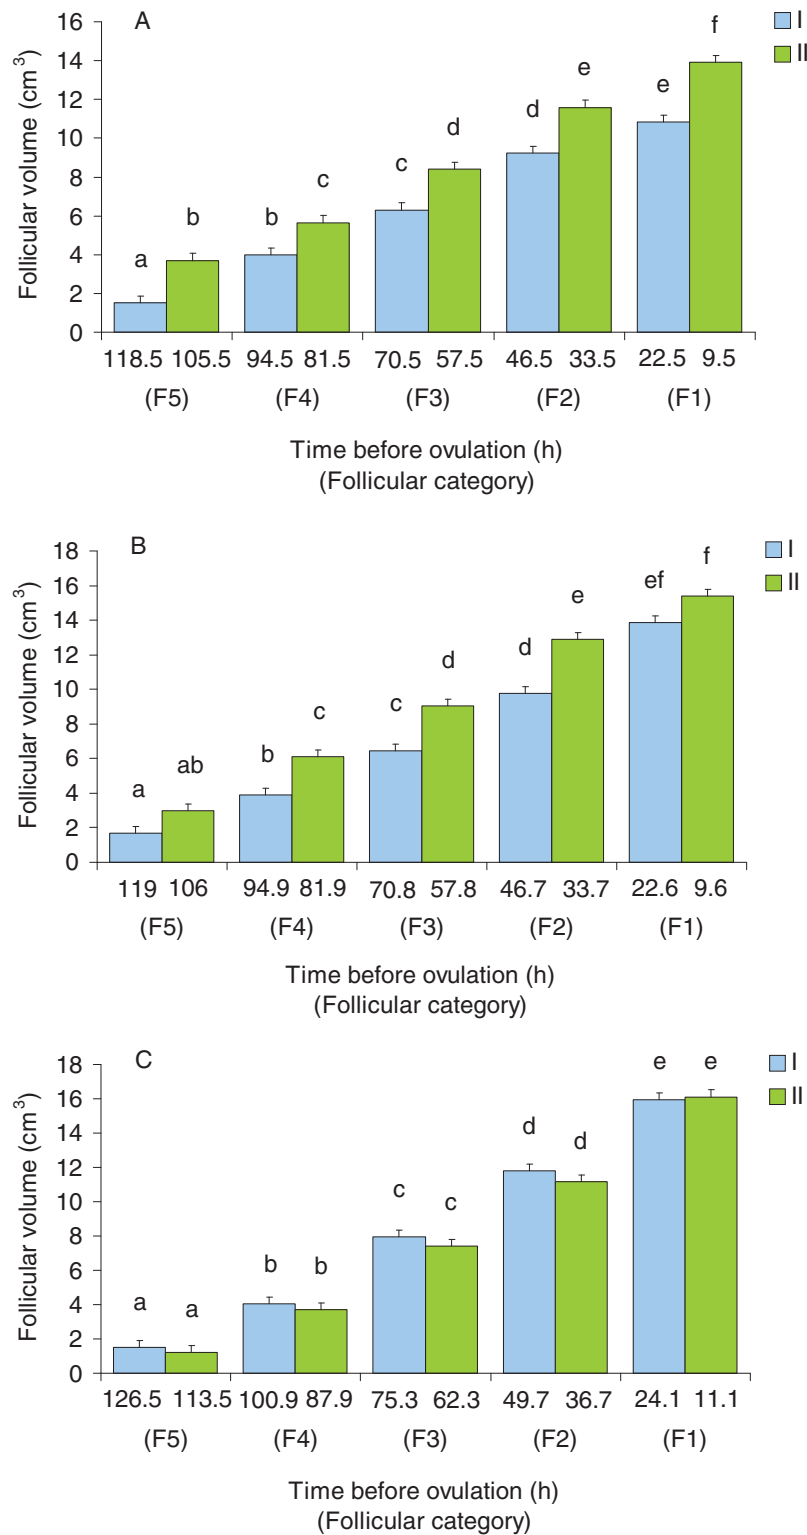 A
I
II
Follicular volume (cm³)
16
14
12
10
8
6
4
2
0
a b b c c d d e e f
118.5 105.5 94.5 81.5 70.5 57.5 46.5 33.5 22.5 9.5
(F5) (F4) (F3) (F2) (F1)
Time before ovulation (h)
(Follicular category)
B
I
II
Follicular volume (cm³)
18
16
14
12
10
8
6
4
2
0
a ab b c c d d e ef f
119 106 94.9 81.9 70.8 57.8 46.7 33.7 22.6 9.6
(F5) (F4) (F3) (F2) (F1)
Time before ovulation (h)
(Follicular category)
C
I
II
Follicular volume (cm³)
18
16
14
12
10
8
6
4
2
0
a a b b c c d d e e
126.5 113.5 100.9 87.9 75.3 62.3 49.7 36.7 24.1 11.1
(F5) (F4) (F3) (F2) (F1)
Time before ovulation (h)
(Follicular category)